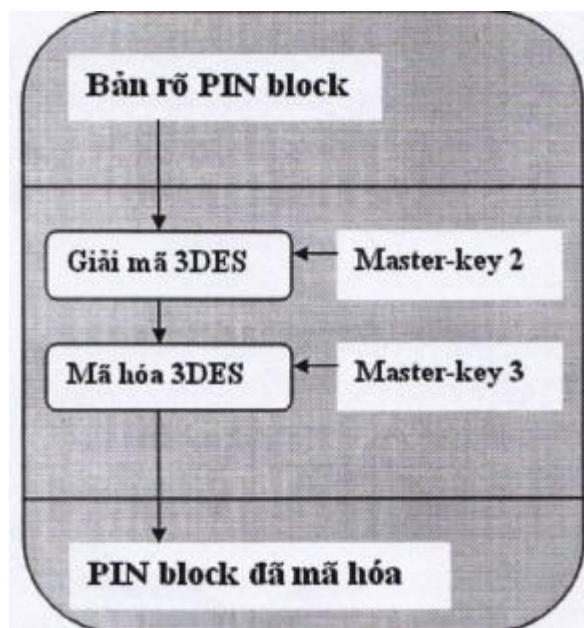 Bản rõ PIN block
Giải mã 3DES
Master-key 2
Mã hóa 3DES
Master-key 3
PIN block đã mã hóa